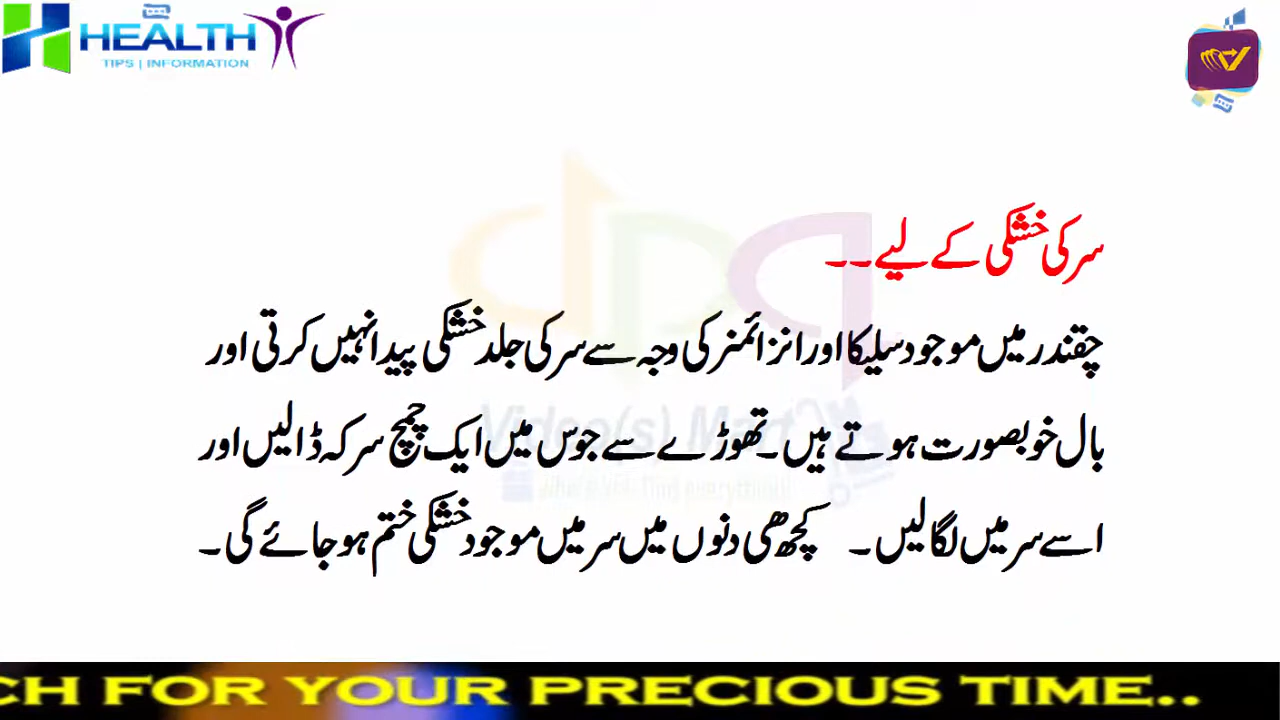 HEALTH
TIPS | INFORMATION
سر کی خشکی کے لیے۔۔
چقندر میں موجود سلیکا اور انزائمنر کی وجہ سے سر کی جلد خشکی پیدا نہیں کرتی اور
بال خوبصورت ہوتے ہیں۔ تھوڑے سے جوس میں ایک چمچ سرکہ ڈالیں اور
اسے سر میں لگالیں۔ کچھ ہی دنوں میں سر میں موجود خشکی ختم ہو جائے گی۔
Video(s) Mart
CH FOR YOUR PRECIOUS TIME..